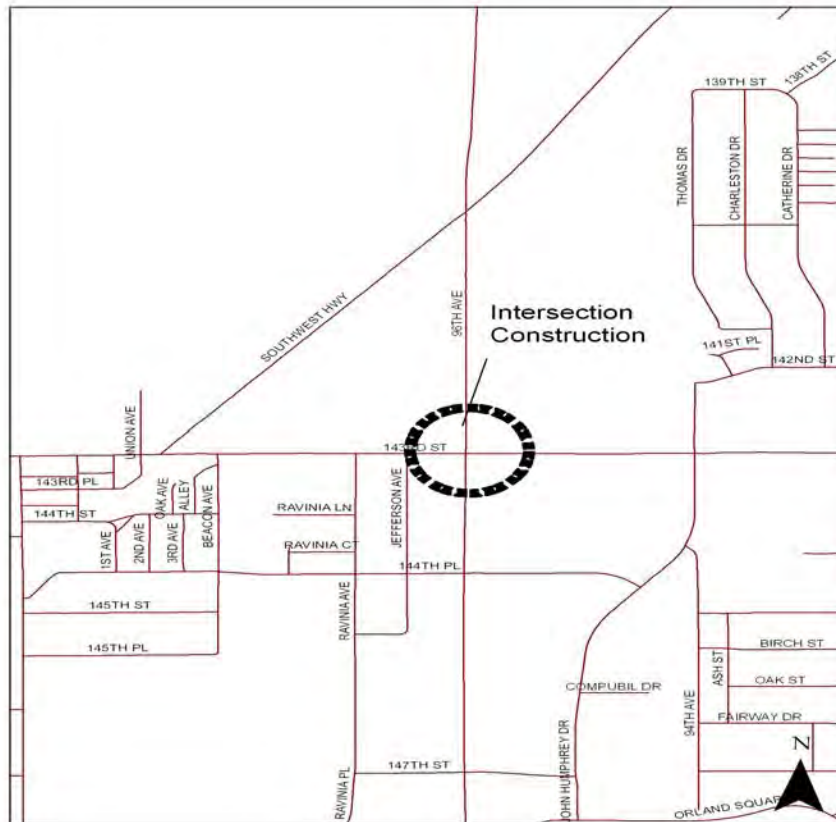 139TH ST
138TH ST
THOMAS DR
CHARLESTON DR
CATHERINE DR
SOUTHWEST HWY
96TH AVE
Intersection
Construction
141ST PL
142ND ST
UNION AVE
143RD ST
143RD PL
OAK AVE
ALLEY
BEACON AVE
JEFFERSON AVE
144TH ST
RAVINIA LN
1ST AVE
2ND AVE
3RD AVE
RAVINIA CT
144TH PL
145TH ST
RAVINIA AVE
145TH PL
BIRCH ST
ASH ST
OAK ST
COMPUBIL DR
94TH AVE
FAIRWAY DR
N
JOHN HUMPHREY DR
147TH ST
RAVINIA PL
ORLAND SQUAR